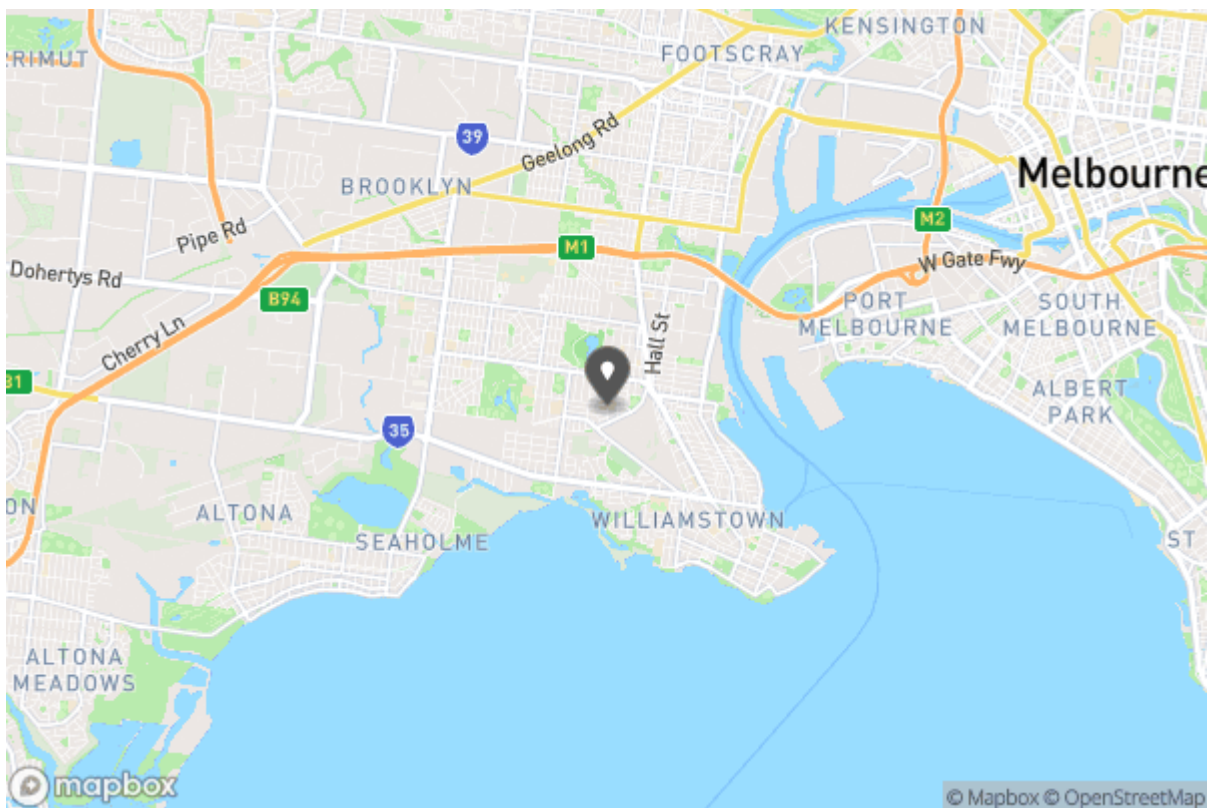 KENSINGTON
FOOTSCRAY
RRIMUT
39
Geelong Rd
BROOKLYN
Melbourne
Pipe Rd
M2
M1
W Gate Fwy
Dohertys Rd
B94
PORT
MELBOURNE
SOUTH
MELBOURNE
Hall St
Cherry Ln
31
ALBERT
PARK
35
ON
ALTONA
WILLIAMSTOWN
SEAHOLME
ST
ALTONA
MEADOWS
mapbox
© Mapbox © OpenStreetMap